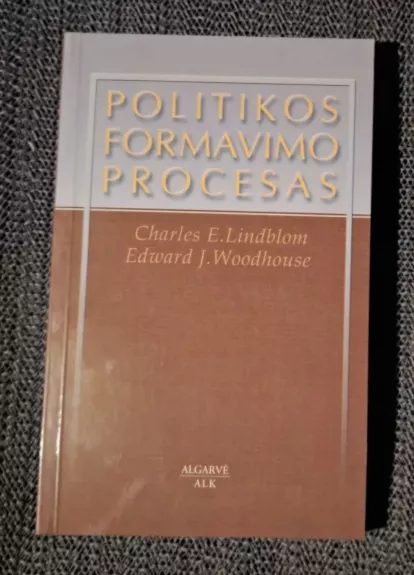 POLITIKOS
FORMAVIMO
PROCESAS
Charles E.Lindblom
Edward J.Woodhouse
ALGARVĖ
ALK